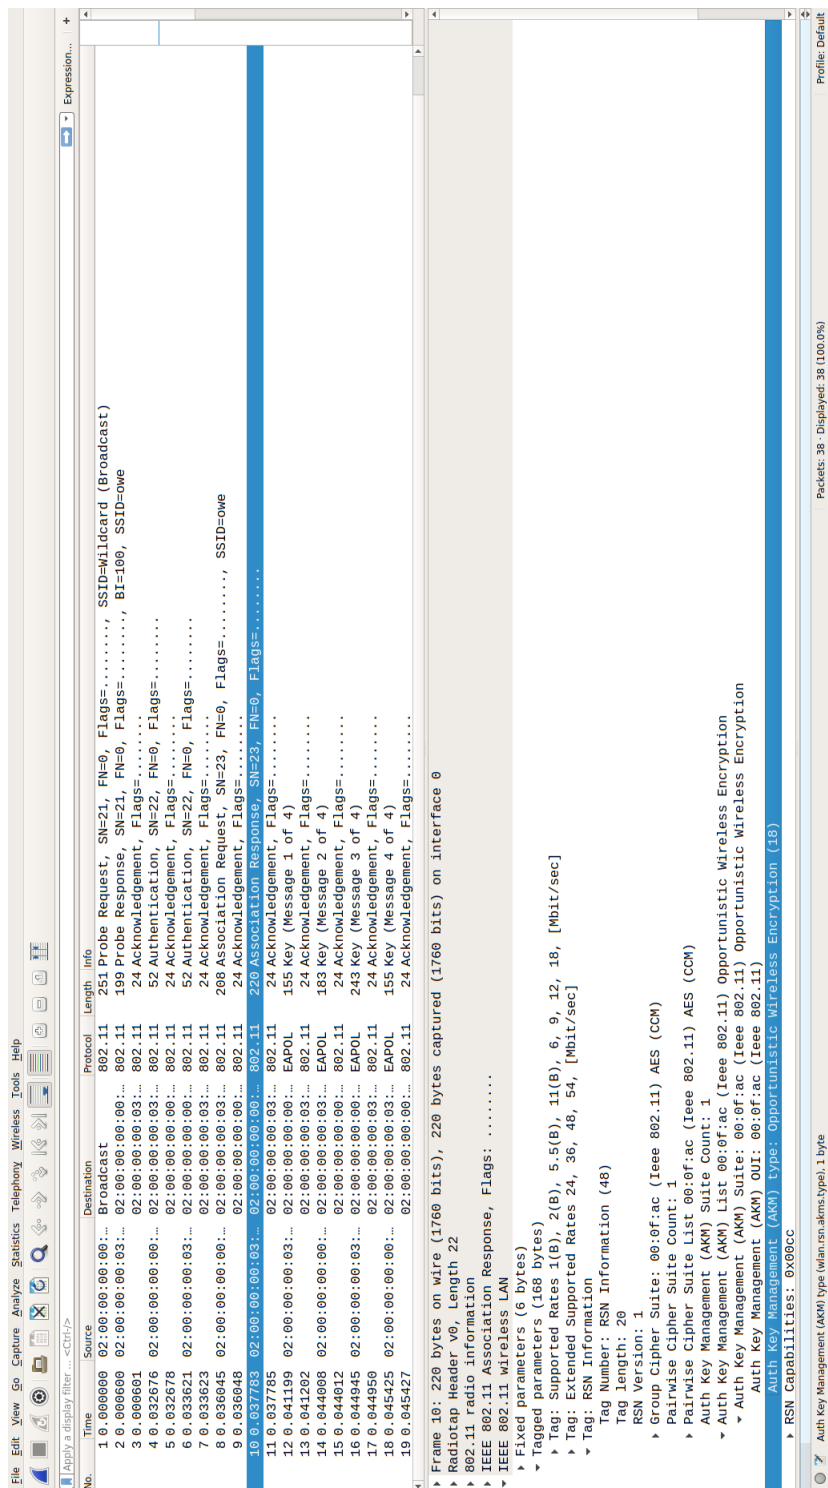 File Edit View Go Capture Analyze Statistics Telephony Wireless Tools Help
Apply a display filter ... <Ctrl-/> Expression... +
No. Time Source Destination Protocol Length Info
1 0.000000 02:00:00:00:00:… Broadcast 802.11 251 Probe Request, SN=21, FN=0, Flags=........, SSID=Wildcard (Broadcast)
2 0.000600 02:00:00:00:03:… 02:00:00:00:00:… 802.11 199 Probe Response, SN=21, FN=0, Flags=........, BI=100, SSID=owe
3 0.000601 02:00:00:00:03:… 802.11 24 Acknowledgement, Flags=........
4 0.032676 02:00:00:00:00:… 02:00:00:00:03:… 802.11 52 Authentication, SN=22, FN=0, Flags=........
5 0.032678 02:00:00:00:00:… 802.11 24 Acknowledgement, Flags=........
6 0.033621 02:00:00:00:03:… 02:00:00:00:00:… 802.11 52 Authentication, SN=22, FN=0, Flags=........
7 0.033623 02:00:00:00:03:… 802.11 24 Acknowledgement, Flags=........
8 0.036045 02:00:00:00:00:… 02:00:00:00:03:… 802.11 208 Association Request, SN=23, FN=0, Flags=........, SSID=owe
9 0.036048 02:00:00:00:00:… 802.11 24 Acknowledgement, Flags=........
10 0.037783 02:00:00:00:03:… 02:00:00:00:00:… 802.11 220 Association Response, SN=23, FN=0, Flags=........
11 0.037785 02:00:00:00:03:… 802.11 24 Acknowledgement, Flags=........
12 0.041199 02:00:00:00:03:… 02:00:00:00:00:… EAPOL 155 Key (Message 1 of 4)
13 0.041202 02:00:00:00:03:… 802.11 24 Acknowledgement, Flags=........
14 0.044008 02:00:00:00:00:… 02:00:00:00:03:… EAPOL 183 Key (Message 2 of 4)
15 0.044012 02:00:00:00:00:… 802.11 24 Acknowledgement, Flags=........
16 0.044945 02:00:00:00:03:… 02:00:00:00:00:… EAPOL 243 Key (Message 3 of 4)
17 0.044950 02:00:00:00:03:… 802.11 24 Acknowledgement, Flags=........
18 0.045425 02:00:00:00:00:… 02:00:00:00:03:… EAPOL 155 Key (Message 4 of 4)
19 0.045427 02:00:00:00:00:… 802.11 24 Acknowledgement, Flags=........
Frame 10: 220 bytes on wire (1760 bits), 220 bytes captured (1760 bits) on interface 0
Radiotap Header v0, Length 22
802.11 radio information
IEEE 802.11 Association Response, Flags: ........
IEEE 802.11 wireless LAN
Fixed parameters (6 bytes)
Tagged parameters (168 bytes)
Tag: Supported Rates 1(B), 2(B), 5.5(B), 11(B), 6, 9, 12, 18, [Mbit/sec]
Tag: Extended Supported Rates 24, 36, 48, 54, [Mbit/sec]
Tag: RSN Information
Tag Number: RSN Information (48)
Tag length: 20
RSN Version: 1
Group Cipher Suite: 00:0f:ac (Ieee 802.11) AES (CCM)
Pairwise Cipher Suite Count: 1
Pairwise Cipher Suite List 00:0f:ac (Ieee 802.11) AES (CCM)
Auth Key Management (AKM) Suite Count: 1
Auth Key Management (AKM) List 00:0f:ac (Ieee 802.11) Opportunistic Wireless Encryption
Auth Key Management (AKM) Suite: 00:0f:ac (Ieee 802.11) Opportunistic Wireless Encryption
Auth Key Management (AKM) OUI: 00:0f:ac (Ieee 802.11)
Auth Key Management (AKM) type: Opportunistic Wireless Encryption (18)
RSN Capabilities: 0x00cc
Auth Key Management (AKM) type (wlan.rsn.akms.type), 1 byte Packets: 38 · Displayed: 38 (100.0%) Profile: Default